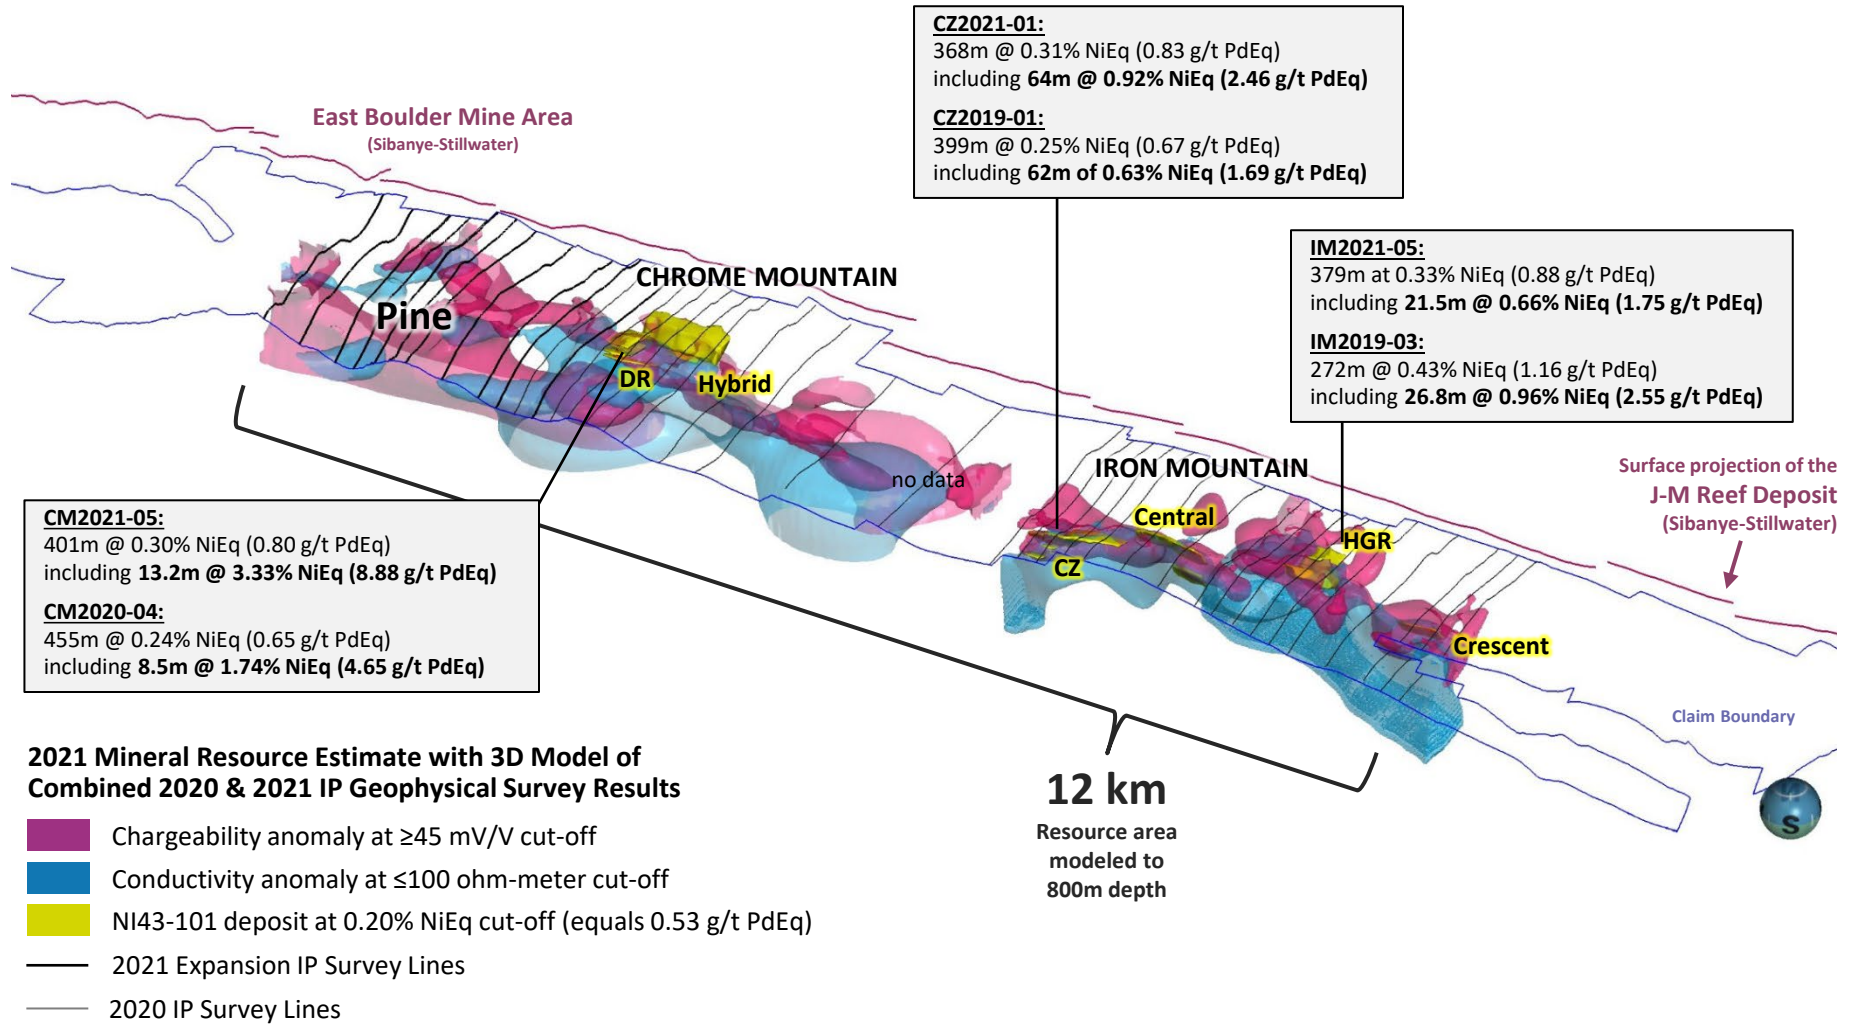 CZ2021-01:
368m @ 0.31% NiEq (0.83 g/t PdEq)
including 64m @ 0.92% NiEq (2.46 g/t PdEq)
CZ2019-01:
399m @ 0.25% NiEq (0.67 g/t PdEq)
including 62m of 0.63% NiEq (1.69 g/t PdEq)
East Boulder Mine Area
(Sibanye-Stillwater)
IM2021-05:
379m at 0.33% NiEq (0.88 g/t PdEq)
including 21.5m @ 0.66% NiEq (1.75 g/t PdEq)
IM2019-03:
272m @ 0.43% NiEq (1.16 g/t PdEq)
including 26.8m @ 0.96% NiEq (2.55 g/t PdEq)
CHROME MOUNTAIN
Pine
DR
Hybrid
no data
IRON MOUNTAIN
Central
CZ
HGR
Crescent
Surface projection of the
J-M Reef Deposit
(Sibanye-Stillwater)
Claim Boundary
CM2021-05:
401m @ 0.30% NiEq (0.80 g/t PdEq)
including 13.2m @ 3.33% NiEq (8.88 g/t PdEq)
CM2020-04:
455m @ 0.24% NiEq (0.65 g/t PdEq)
including 8.5m @ 1.74% NiEq (4.65 g/t PdEq)
12 km
Resource area
modeled to
800m depth
S
2021 Mineral Resource Estimate with 3D Model of
Combined 2020 & 2021 IP Geophysical Survey Results
Chargeability anomaly at ≥45 mV/V cut-off
Conductivity anomaly at ≤100 ohm-meter cut-off
NI43-101 deposit at 0.20% NiEq cut-off (equals 0.53 g/t PdEq)
2021 Expansion IP Survey Lines
2020 IP Survey Lines